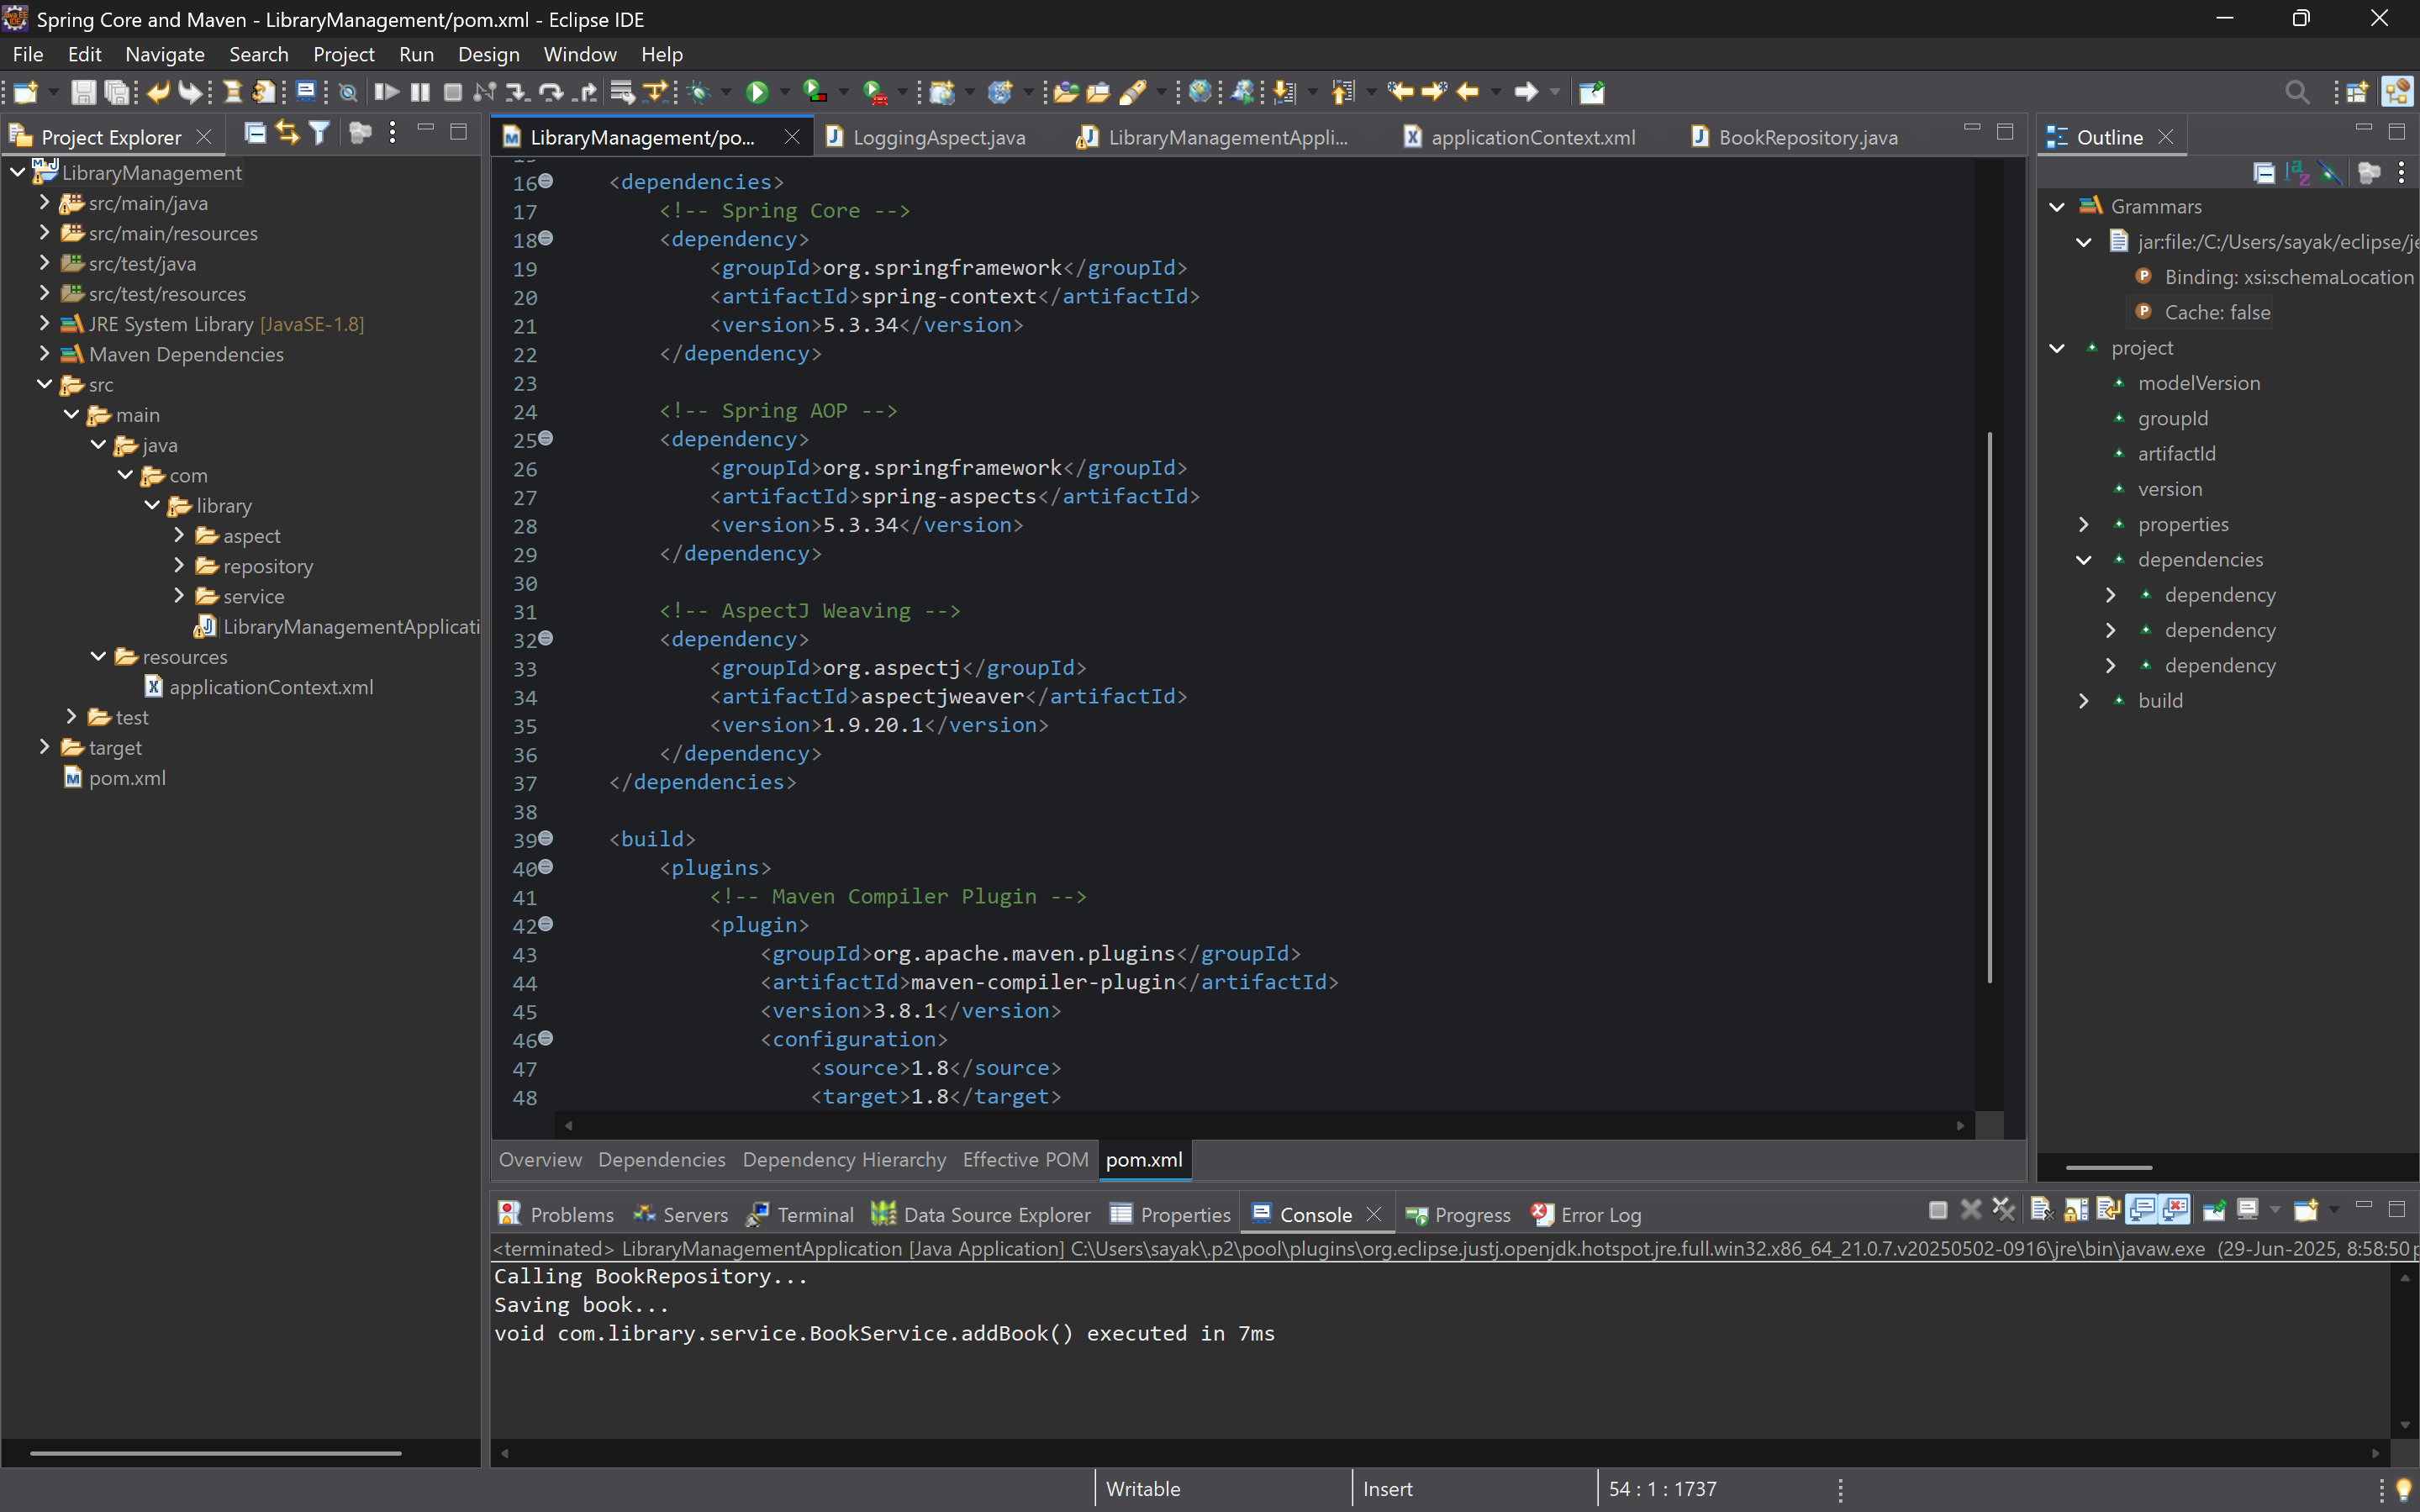 Spring Core and Maven - LibraryManagement/pom.xml - Eclipse IDE
File Edit Navigate Search Project Run Design Window Help
Project Explorer
LibraryManagement
src/main/java
src/main/resources
src/test/java
src/test/resources
JRE System Library [JavaSE-1.8]
Maven Dependencies
src
main
java
com
library
aspect
repository
service
LibraryManagementApplicati
resources
applicationContext.xml
test
target
pom.xml
LibraryManagement/po... LoggingAspect.java LibraryManagementAppli... applicationContext.xml BookRepository.java
16 <dependencies>
17 <!-- Spring Core -->
18 <dependency>
19 <groupId>org.springframework</groupId>
20 <artifactId>spring-context</artifactId>
21 <version>5.3.34</version>
22 </dependency>
23
24 <!-- Spring AOP -->
25 <dependency>
26 <groupId>org.springframework</groupId>
27 <artifactId>spring-aspects</artifactId>
28 <version>5.3.34</version>
29 </dependency>
30
31 <!-- AspectJ Weaving -->
32 <dependency>
33 <groupId>org.aspectj</groupId>
34 <artifactId>aspectjweaver</artifactId>
35 <version>1.9.20.1</version>
36 </dependency>
37 </dependencies>
38
39 <build>
40 <plugins>
41 <!-- Maven Compiler Plugin -->
42 <plugin>
43 <groupId>org.apache.maven.plugins</groupId>
44 <artifactId>maven-compiler-plugin</artifactId>
45 <version>3.8.1</version>
46 <configuration>
47 <source>1.8</source>
48 <target>1.8</target>
Overview Dependencies Dependency Hierarchy Effective POM pom.xml
Outline
Grammars
jar:file:/C:/Users/sayak/eclipse/je
Binding: xsi:schemaLocation
Cache: false
project
modelVersion
groupId
artifactId
version
properties
dependencies
dependency
dependency
dependency
build
Problems Servers Terminal Data Source Explorer Properties Console Progress Error Log
<terminated> LibraryManagementApplication [Java Application] C:\Users\sayak\.p2\pool\plugins\org.eclipse.justj.openjdk.hotspot.jre.full.win32.x86_64_21.0.7.v20250502-0916\jre\bin\javaw.exe (29-Jun-2025, 8:58:50 p
Calling BookRepository...
Saving book...
void com.library.service.BookService.addBook() executed in 7ms
Writable Insert 54 : 1 : 1737